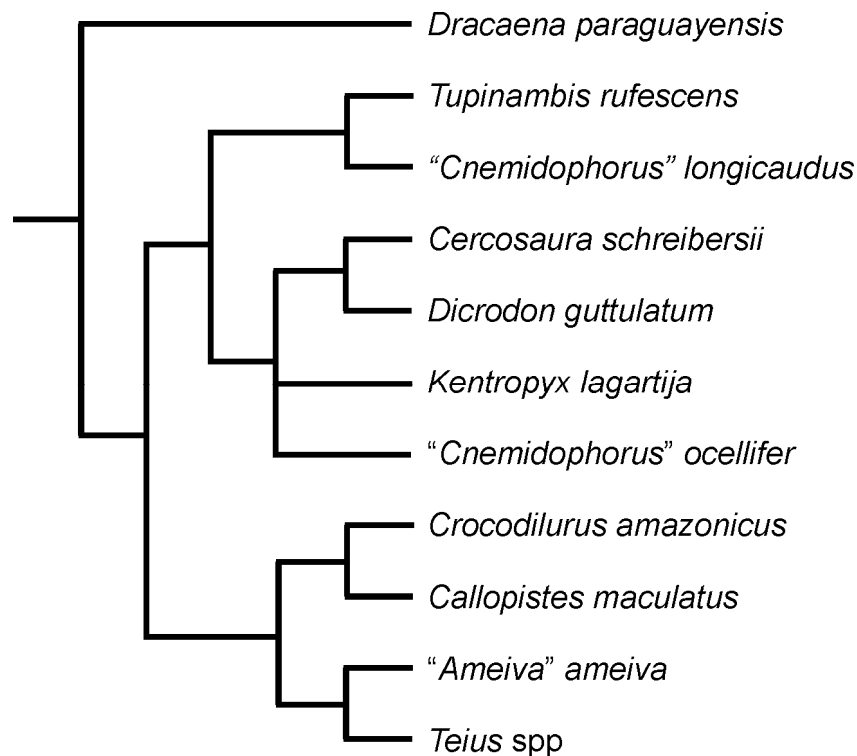 Dracaena paraguayensis
Tupinambis rufescens
“Cnemidophorus” longicaudus
Cercosaura schreibersii
Dicrodon guttulatum
Kentropyx lagartija
“Cnemidophorus” ocellifer
Crocodilurus amazonicus
Callopistes maculatus
“Ameiva” ameiva
Teius spp